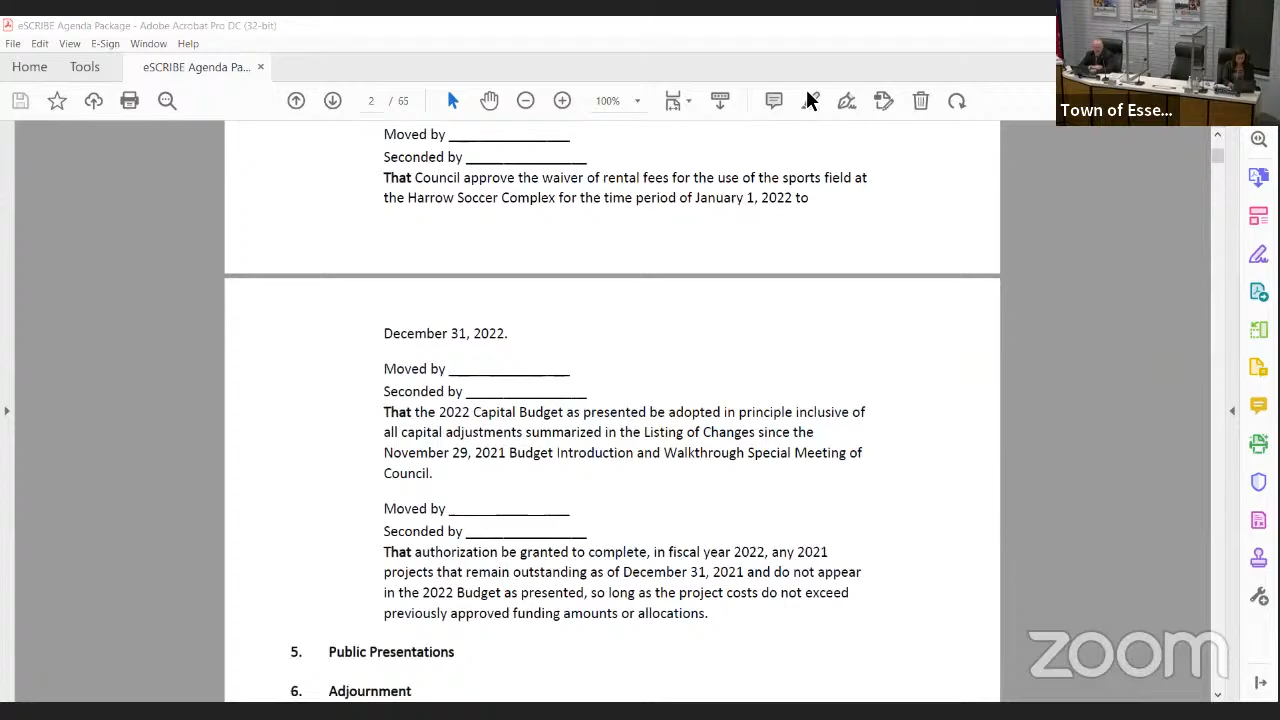 eSCRIBE Agenda Package - Adobe Acrobat Pro DC (32-bit)
File Edit View E-Sign Window Help
Home Tools eSCRIBE Agenda Pa... ×
2 / 65 100%
Town of Esse...
Moved by ________________
Seconded by ________________
That Council approve the waiver of rental fees for the use of the sports field at
the Harrow Soccer Complex for the time period of January 1, 2022 to
December 31, 2022.
Moved by ________________
Seconded by ________________
That the 2022 Capital Budget as presented be adopted in principle inclusive of
all capital adjustments summarized in the Listing of Changes since the
November 29, 2021 Budget Introduction and Walkthrough Special Meeting of
Council.
Moved by ________________
Seconded by ________________
That authorization be granted to complete, in fiscal year 2022, any 2021
projects that remain outstanding as of December 31, 2021 and do not appear
in the 2022 Budget as presented, so long as the project costs do not exceed
previously approved funding amounts or allocations.
5. Public Presentations
6. Adjournment
zoom